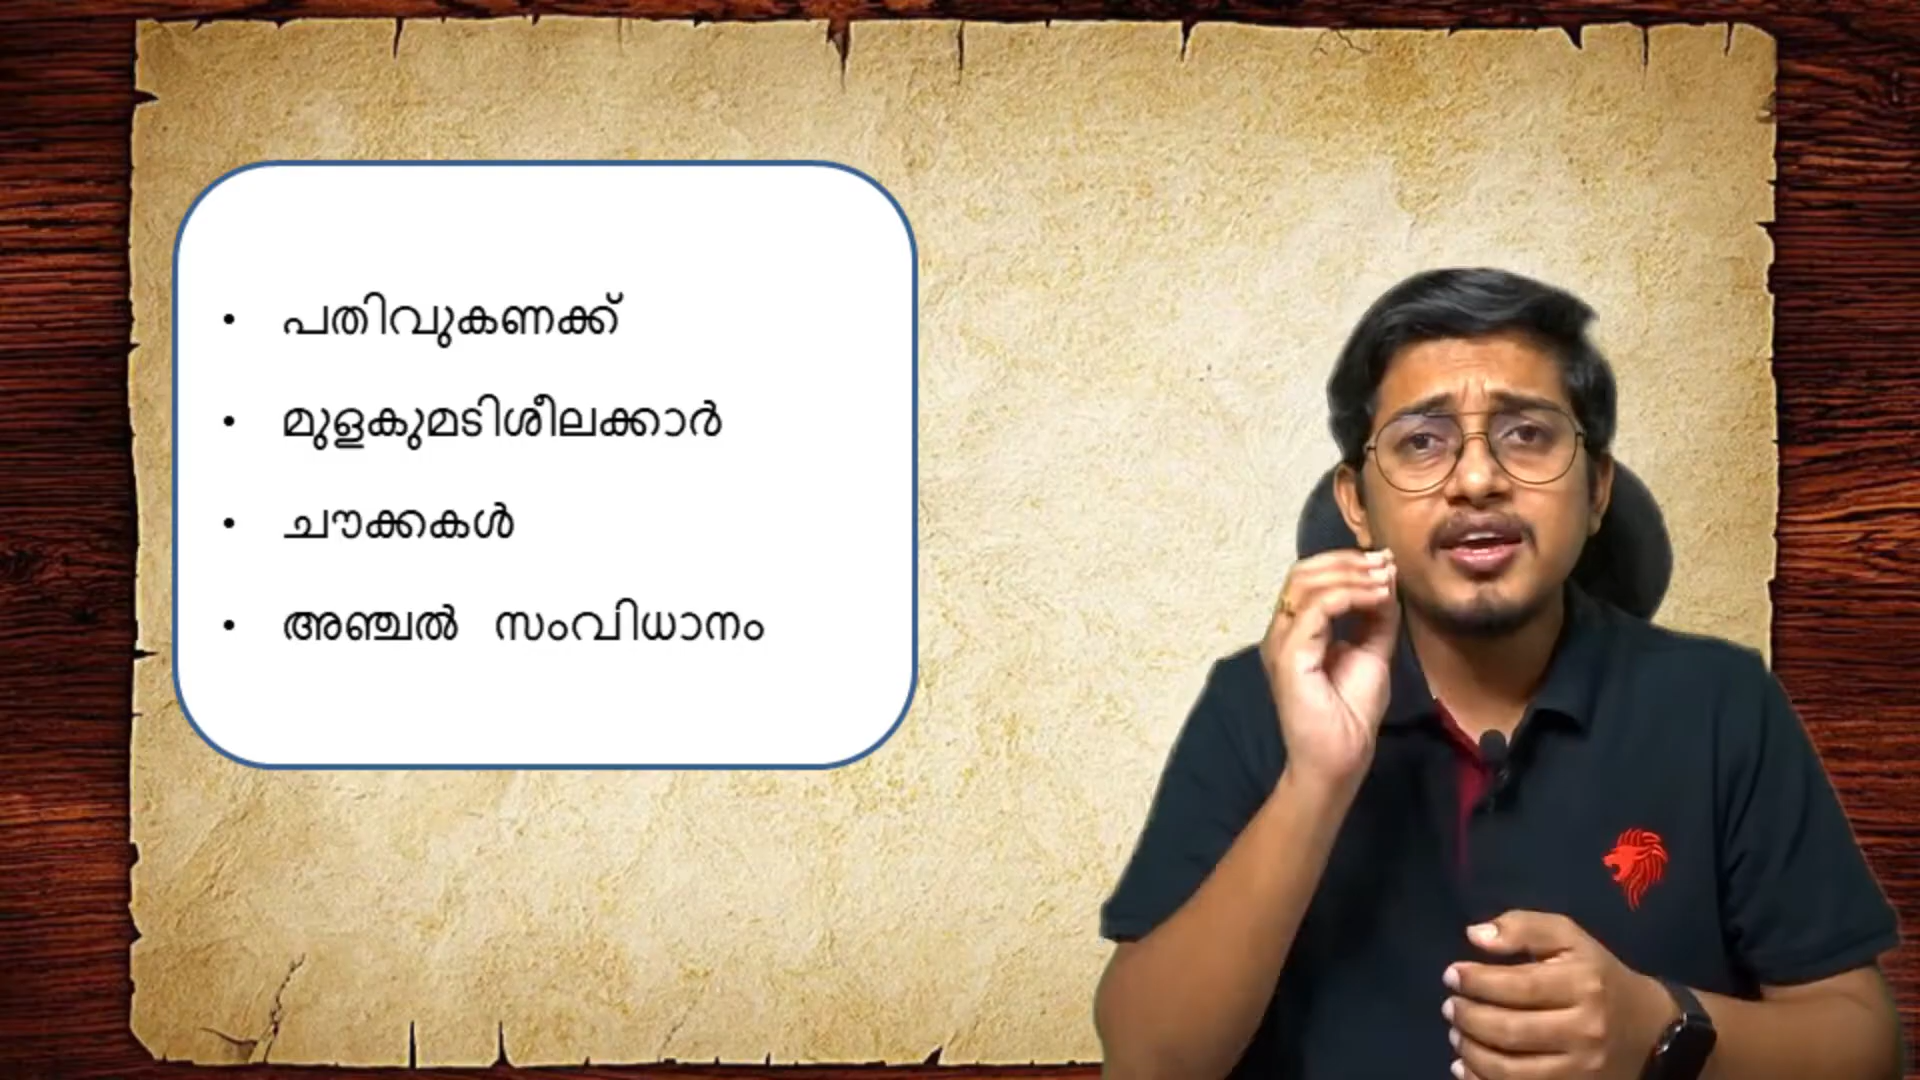 • പതിവുകണക്ക്
• മുളകുമടിശീലക്കാർ
• ചൗക്കകൾ
• അഞ്ചൽ സംവിധാനം